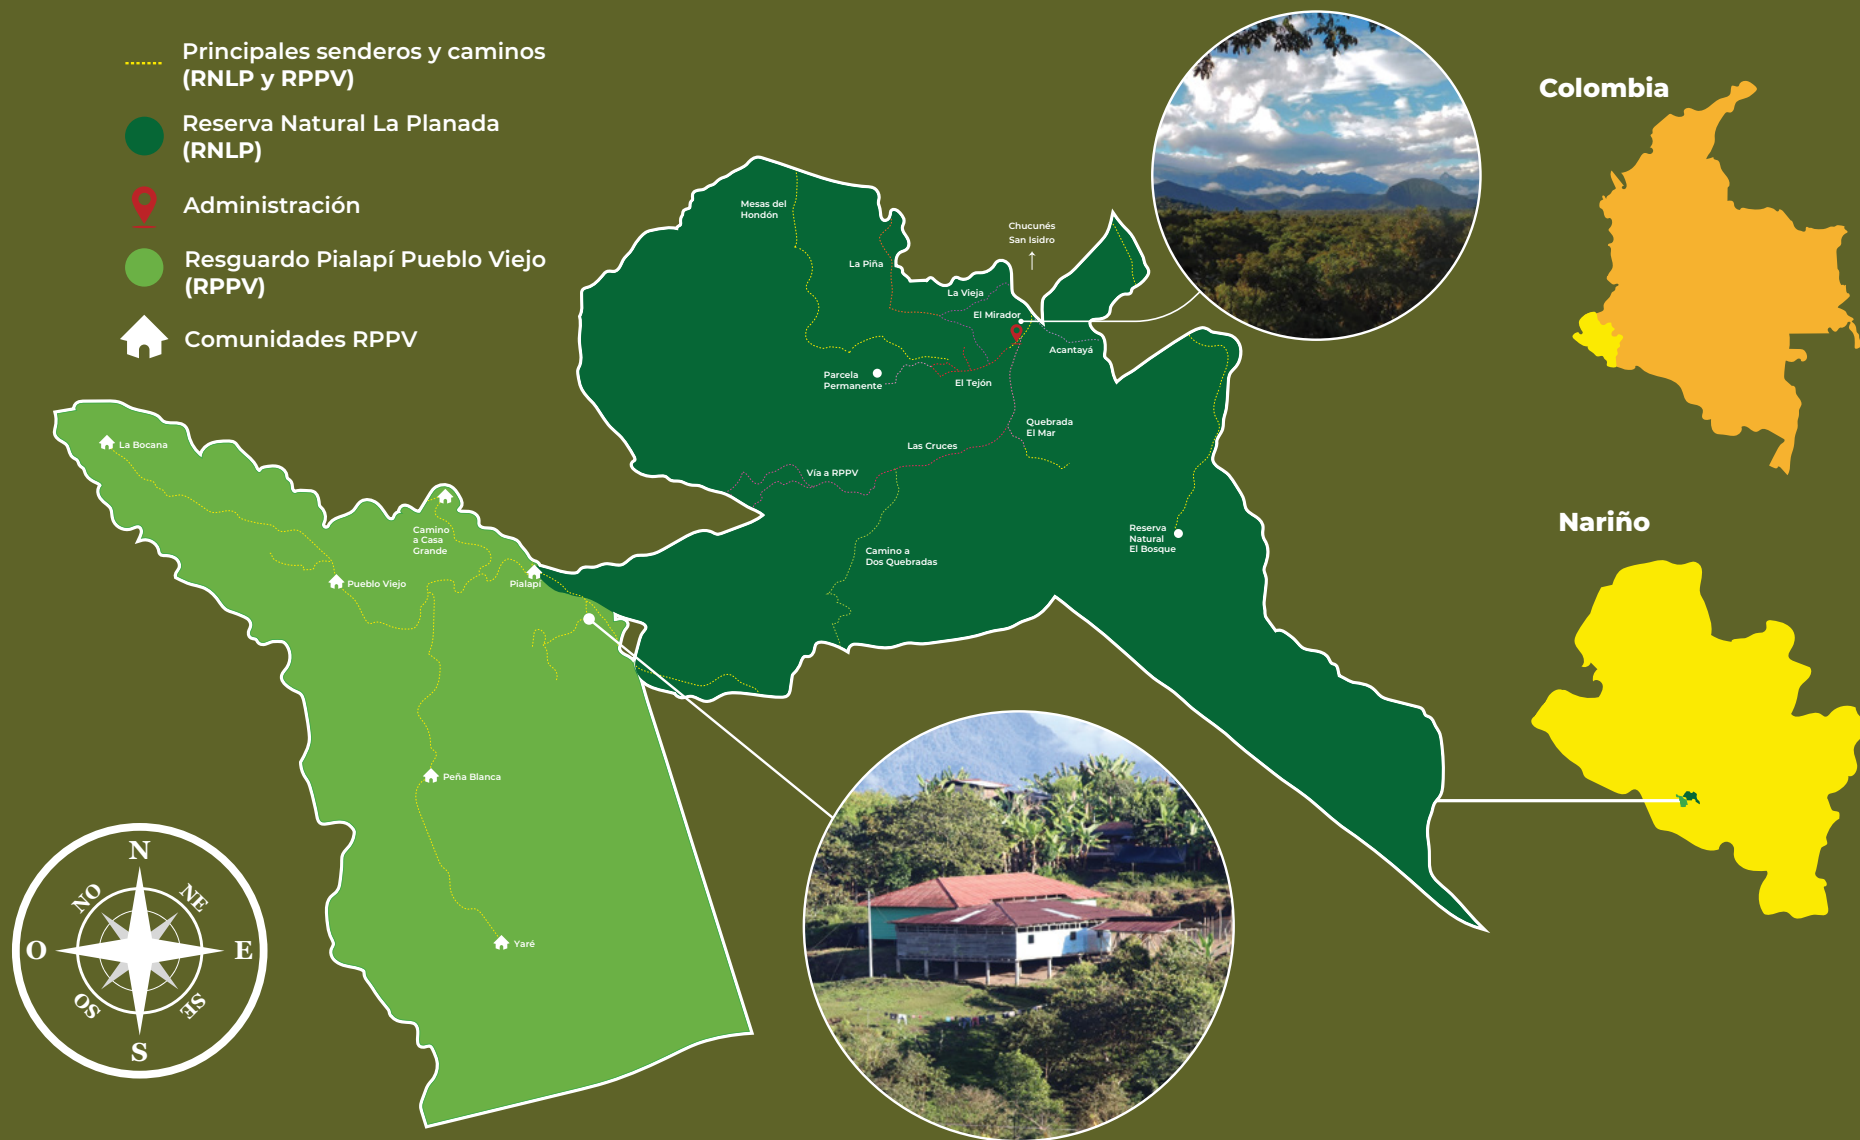 Principales senderos y caminos
(RNLP y RPPV)
Reserva Natural La Planada
(RNLP)
Administración
Resguardo Pialapí Pueblo Viejo
(RPPV)
Comunidades RPPV
Colombia
Nariño
Mesas del
Hondón
La Piña
Chucunés
San Isidro
La Vieja
El Mirador
Acantayá
Parcela
Permanente
El Tejón
Quebrada
El Mar
Las Cruces
Vía a RPPV
Camino a
Dos Quebradas
Reserva
Natural
El Bosque
La Bocana
Camino
a Casa
Grande
Pueblo Viejo
Pialapí
Peña Blanca
Yaré
N
NO
NE
O
E
SO
SE
S